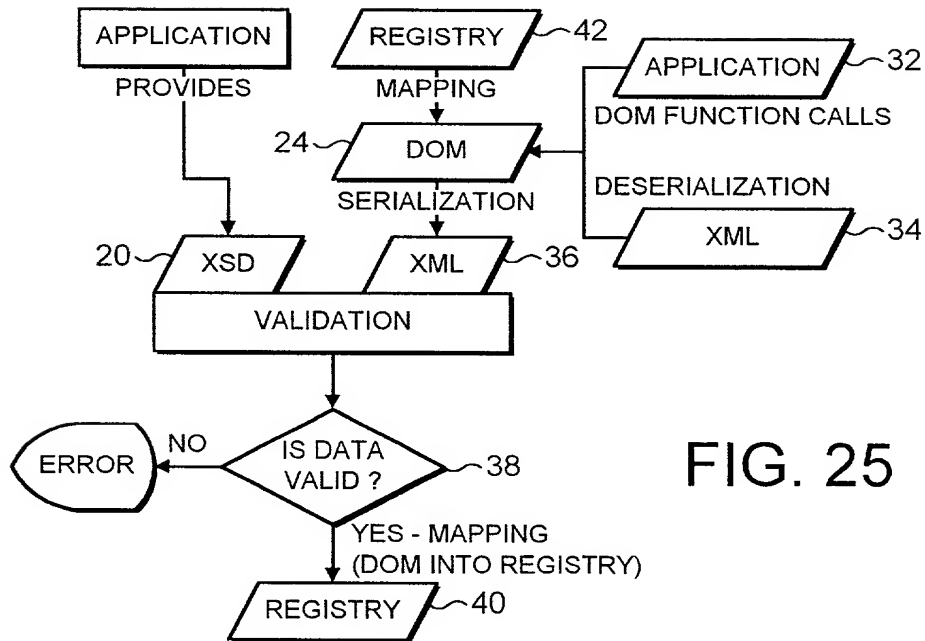 APPLICATION
REGISTRY
42
PROVIDES
MAPPING
APPLICATION
32
DOM FUNCTION CALLS
24
DOM
SERIALIZATION
DESERIALIZATION
XML
34
20
XSD
XML
36
VALIDATION
IS DATA
VALID ?
38
NO
ERROR
FIG. 25
YES - MAPPING
(DOM INTO REGISTRY)
REGISTRY
40